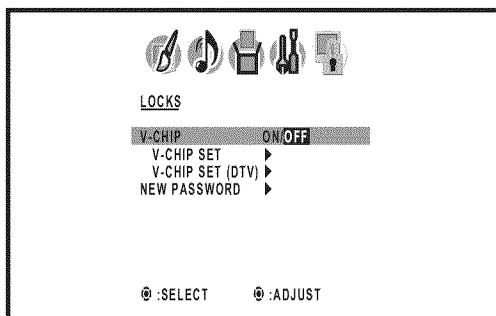 LOCKS
V-CHIP ON/OFF
V-CHIP SET ▶
V-CHIP SET (DTV) ▶
NEW PASSWORD ▶
:SELECT :ADJUST